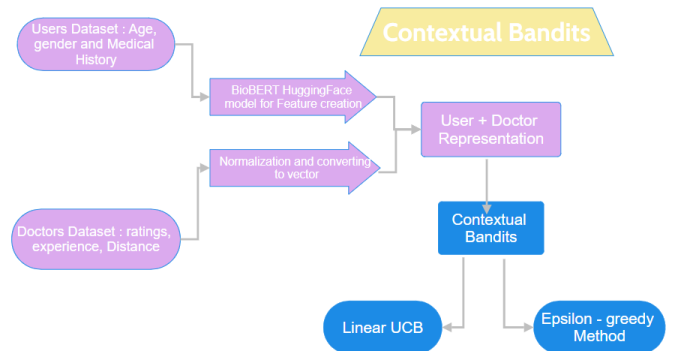 Users Dataset : Age,
gender and Medical
History
Contextual Bandits
BioBERT HuggingFace
model for Feature creation
User + Doctor
Representation
Normalization and converting
to vector
Doctors Dataset : ratings,
experience, Distance
Contextual
Bandits
Linear UCB
Epsilon - greedy
Method